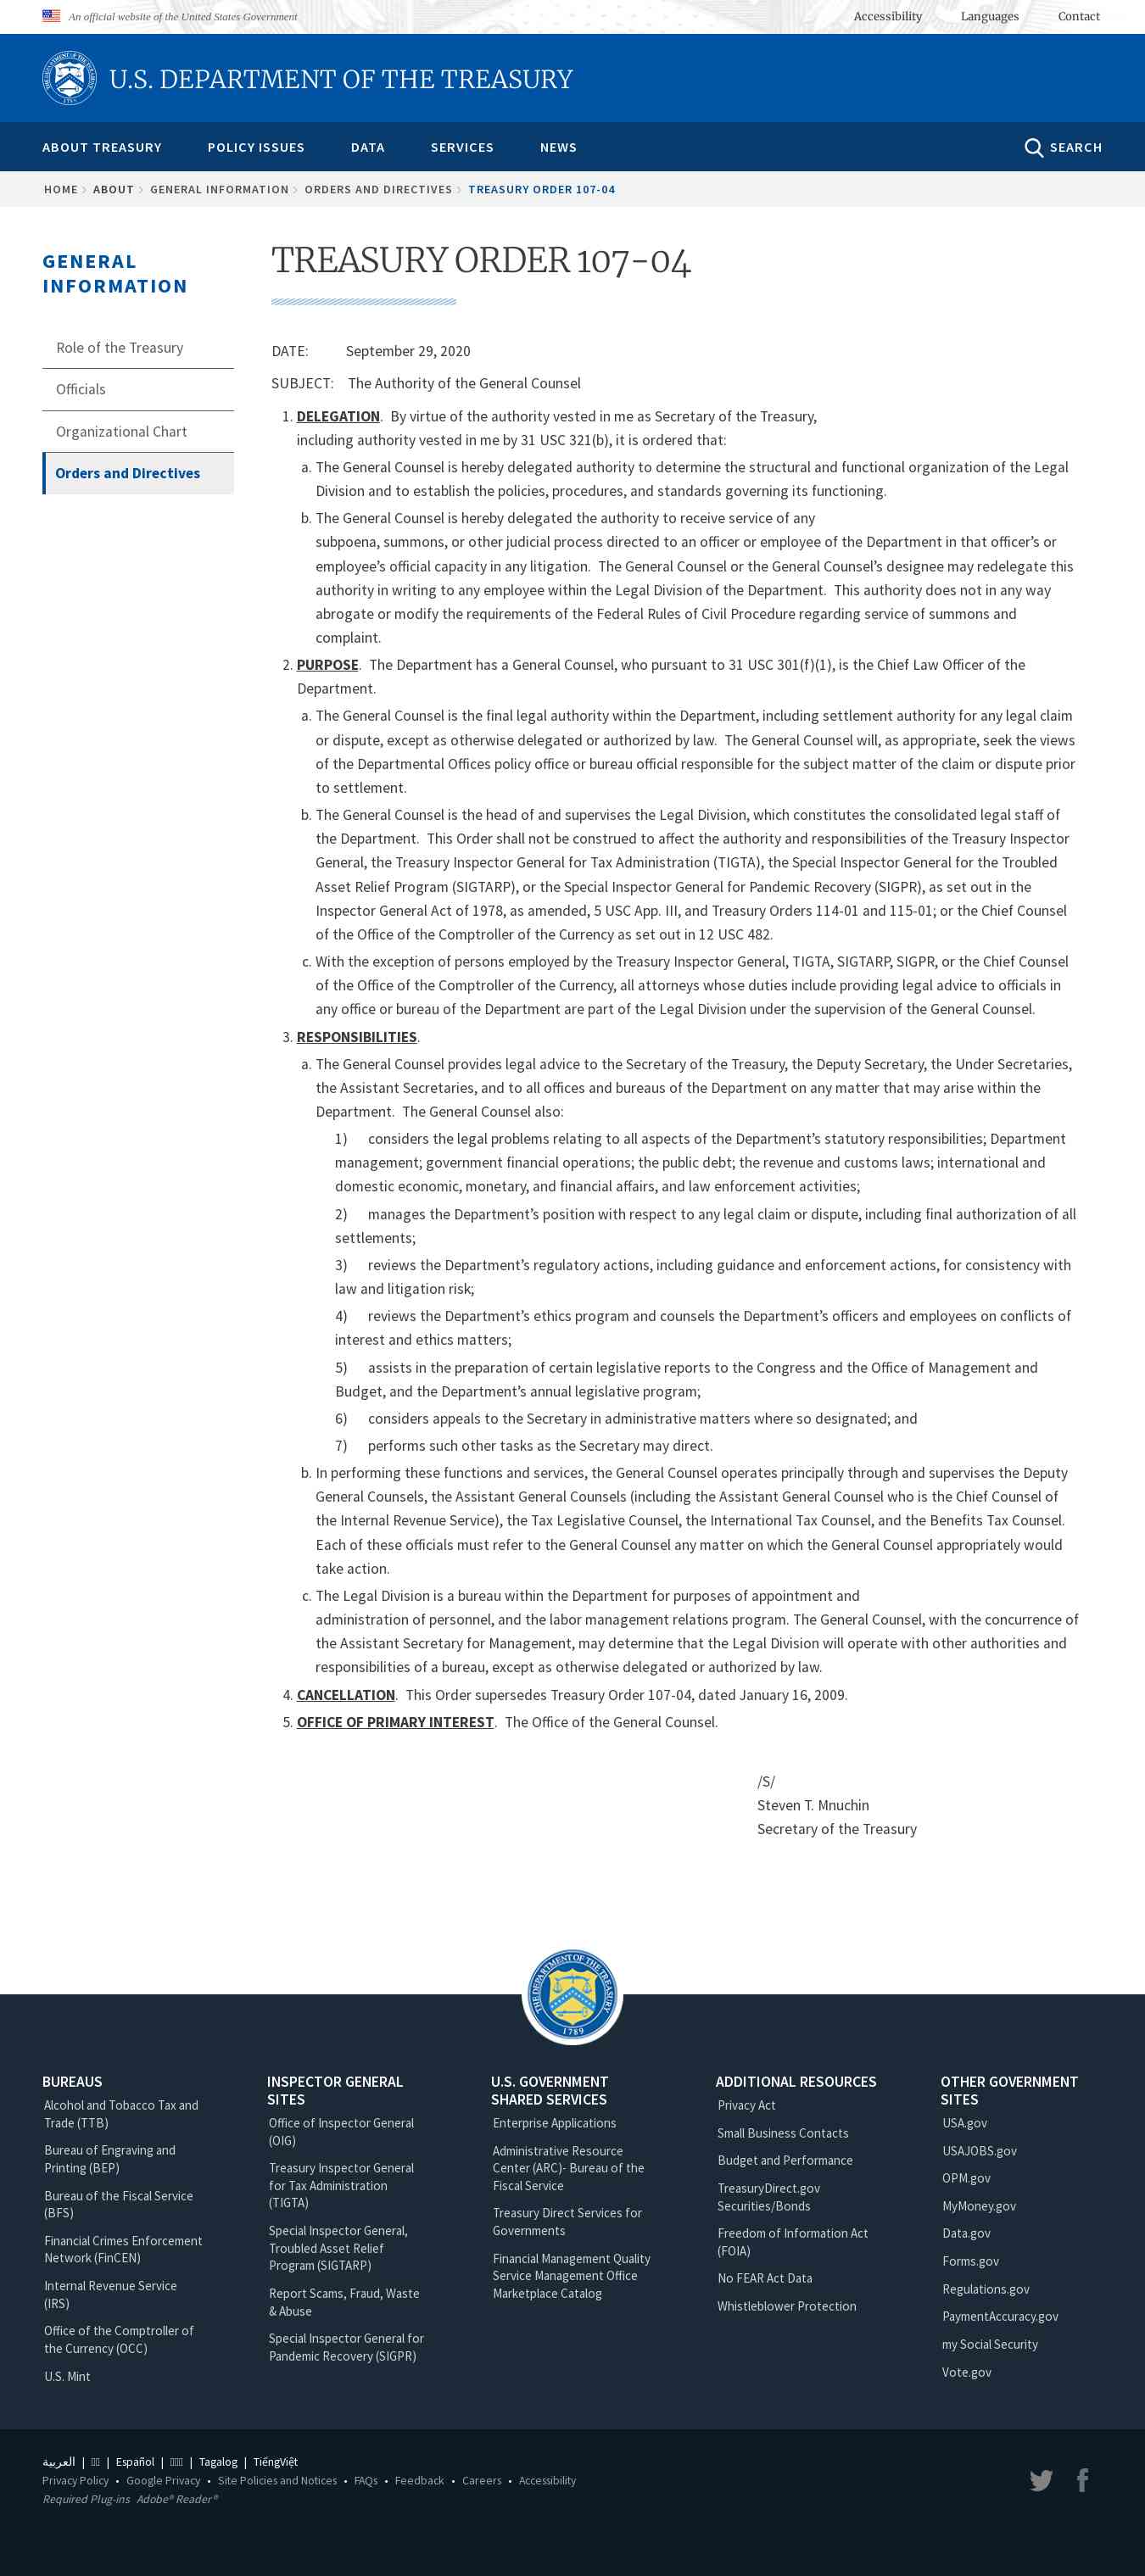 An official website of the United States Government
Accessibility
Languages
Contact
U.S. DEPARTMENT OF THE TREASURY
ABOUT TREASURY
POLICY ISSUES
DATA
SERVICES
NEWS
SEARCH
HOME
ABOUT
GENERAL INFORMATION
ORDERS AND DIRECTIVES
TREASURY ORDER 107-04
GENERAL
INFORMATION
Role of the Treasury
Officials
Organizational Chart
Orders and Directives
TREASURY ORDER 107-04
DATE: September 29, 2020
SUBJECT: The Authority of the General Counsel
1. DELEGATION. By virtue of the authority vested in me as Secretary of the Treasury,
including authority vested in me by 31 USC 321(b), it is ordered that:
a. The General Counsel is hereby delegated authority to determine the structural and functional organization of the Legal
Division and to establish the policies, procedures, and standards governing its functioning.
b. The General Counsel is hereby delegated the authority to receive service of any
subpoena, summons, or other judicial process directed to an officer or employee of the Department in that officer’s or
employee’s official capacity in any litigation. The General Counsel or the General Counsel’s designee may redelegate this
authority in writing to any employee within the Legal Division of the Department. This authority does not in any way
abrogate or modify the requirements of the Federal Rules of Civil Procedure regarding service of summons and
complaint.
2. PURPOSE. The Department has a General Counsel, who pursuant to 31 USC 301(f)(1), is the Chief Law Officer of the
Department.
a. The General Counsel is the final legal authority within the Department, including settlement authority for any legal claim
or dispute, except as otherwise delegated or authorized by law. The General Counsel will, as appropriate, seek the views
of the Departmental Offices policy office or bureau official responsible for the subject matter of the claim or dispute prior
to settlement.
b. The General Counsel is the head of and supervises the Legal Division, which constitutes the consolidated legal staff of
the Department. This Order shall not be construed to affect the authority and responsibilities of the Treasury Inspector
General, the Treasury Inspector General for Tax Administration (TIGTA), the Special Inspector General for the Troubled
Asset Relief Program (SIGTARP), or the Special Inspector General for Pandemic Recovery (SIGPR), as set out in the
Inspector General Act of 1978, as amended, 5 USC App. III, and Treasury Orders 114-01 and 115-01; or the Chief Counsel
of the Office of the Comptroller of the Currency as set out in 12 USC 482.
c. With the exception of persons employed by the Treasury Inspector General, TIGTA, SIGTARP, SIGPR, or the Chief Counsel
of the Office of the Comptroller of the Currency, all attorneys whose duties include providing legal advice to officials in
any office or bureau of the Department are part of the Legal Division under the supervision of the General Counsel.
3. RESPONSIBILITIES.
a. The General Counsel provides legal advice to the Secretary of the Treasury, the Deputy Secretary, the Under Secretaries,
the Assistant Secretaries, and to all offices and bureaus of the Department on any matter that may arise within the
Department. The General Counsel also:
1) considers the legal problems relating to all aspects of the Department’s statutory responsibilities; Department
management; government financial operations; the public debt; the revenue and customs laws; international and
domestic economic, monetary, and financial affairs, and law enforcement activities;
2) manages the Department’s position with respect to any legal claim or dispute, including final authorization of all
settlements;
3) reviews the Department’s regulatory actions, including guidance and enforcement actions, for consistency with
law and litigation risk;
4) reviews the Department’s ethics program and counsels the Department’s officers and employees on conflicts of
interest and ethics matters;
5) assists in the preparation of certain legislative reports to the Congress and the Office of Management and
Budget, and the Department’s annual legislative program;
6) considers appeals to the Secretary in administrative matters where so designated; and
7) performs such other tasks as the Secretary may direct.
b. In performing these functions and services, the General Counsel operates principally through and supervises the Deputy
General Counsels, the Assistant General Counsels (including the Assistant General Counsel who is the Chief Counsel of
the Internal Revenue Service), the Tax Legislative Counsel, the International Tax Counsel, and the Benefits Tax Counsel.
Each of these officials must refer to the General Counsel any matter on which the General Counsel appropriately would
take action.
c. The Legal Division is a bureau within the Department for purposes of appointment and
administration of personnel, and the labor management relations program. The General Counsel, with the concurrence of
the Assistant Secretary for Management, may determine that the Legal Division will operate with other authorities and
responsibilities of a bureau, except as otherwise delegated or authorized by law.
4. CANCELLATION. This Order supersedes Treasury Order 107-04, dated January 16, 2009.
5. OFFICE OF PRIMARY INTEREST. The Office of the General Counsel.
/S/
Steven T. Mnuchin
Secretary of the Treasury
THE DEPARTMENT OF THE TREASURY
1789
BUREAUS
Alcohol and Tobacco Tax and
Trade (TTB)
Bureau of Engraving and
Printing (BEP)
Bureau of the Fiscal Service
(BFS)
Financial Crimes Enforcement
Network (FinCEN)
Internal Revenue Service
(IRS)
Office of the Comptroller of
the Currency (OCC)
U.S. Mint
INSPECTOR GENERAL
SITES
Office of Inspector General
(OIG)
Treasury Inspector General
for Tax Administration
(TIGTA)
Special Inspector General,
Troubled Asset Relief
Program (SIGTARP)
Report Scams, Fraud, Waste
& Abuse
Special Inspector General for
Pandemic Recovery (SIGPR)
U.S. GOVERNMENT
SHARED SERVICES
Enterprise Applications
Administrative Resource
Center (ARC)- Bureau of the
Fiscal Service
Treasury Direct Services for
Governments
Financial Management Quality
Service Management Office
Marketplace Catalog
ADDITIONAL RESOURCES
Privacy Act
Small Business Contacts
Budget and Performance
TreasuryDirect.gov
Securities/Bonds
Freedom of Information Act
(FOIA)
No FEAR Act Data
Whistleblower Protection
OTHER GOVERNMENT
SITES
USA.gov
USAJOBS.gov
OPM.gov
MyMoney.gov
Data.gov
Forms.gov
Regulations.gov
PaymentAccuracy.gov
my Social Security
Vote.gov
العربية | | Español | | Tagalog | TiếngViệt
Privacy Policy • Google Privacy • Site Policies and Notices • FAQs • Feedback • Careers • Accessibility
Required Plug-ins Adobe® Reader®